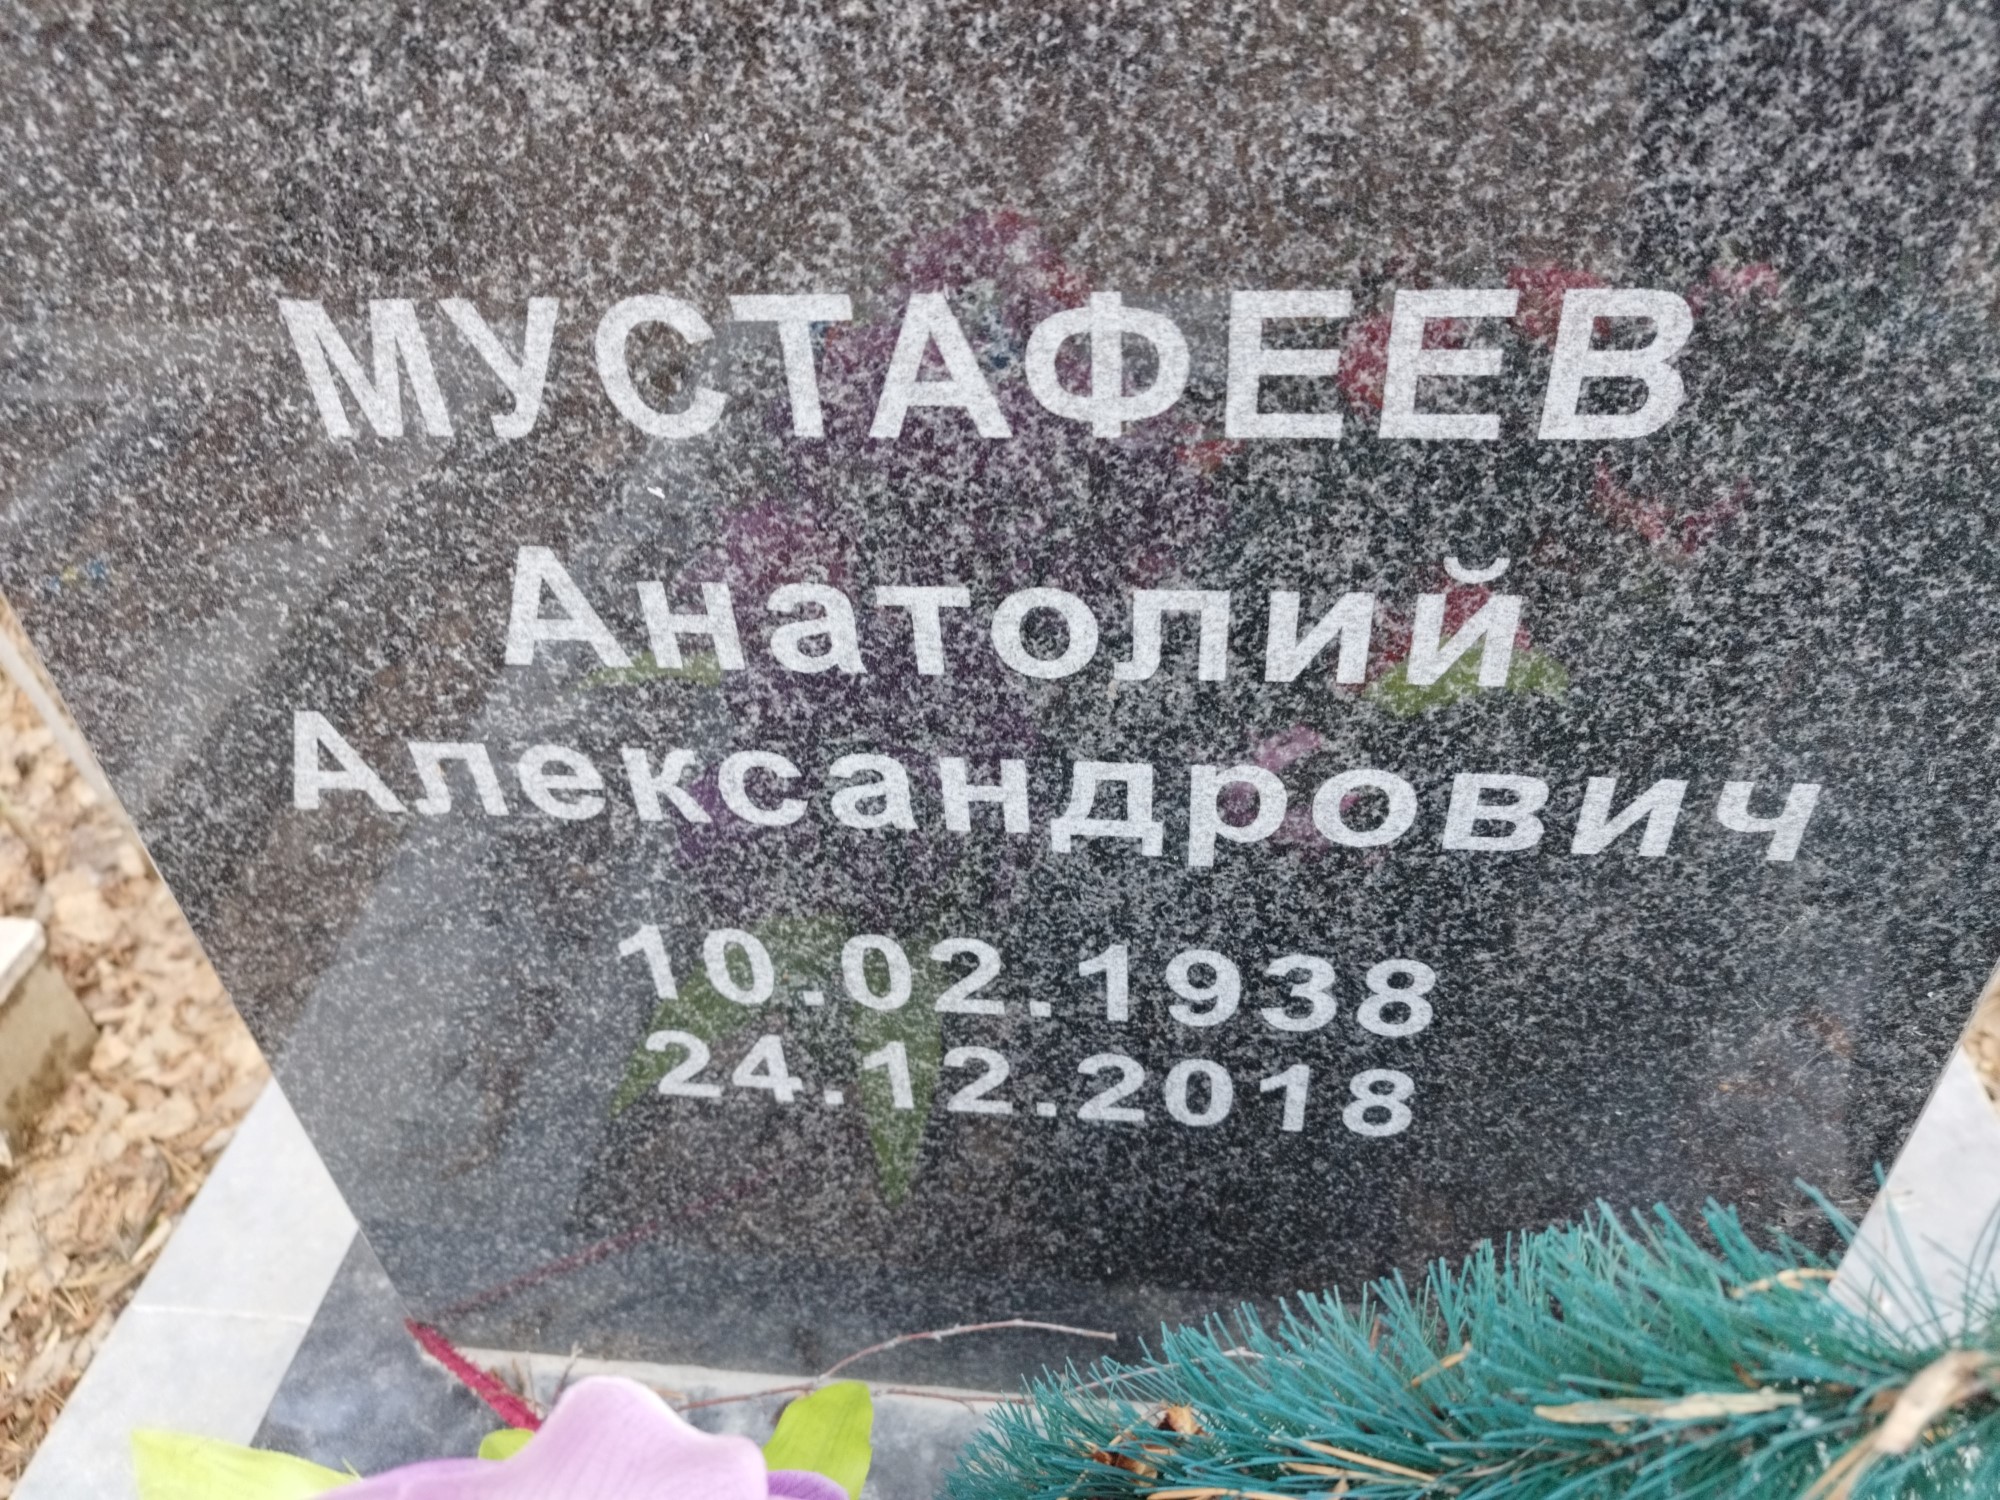 МУСТАФЕЕВ
Анатолий
Александрович
10.02.1938
24.12.2018